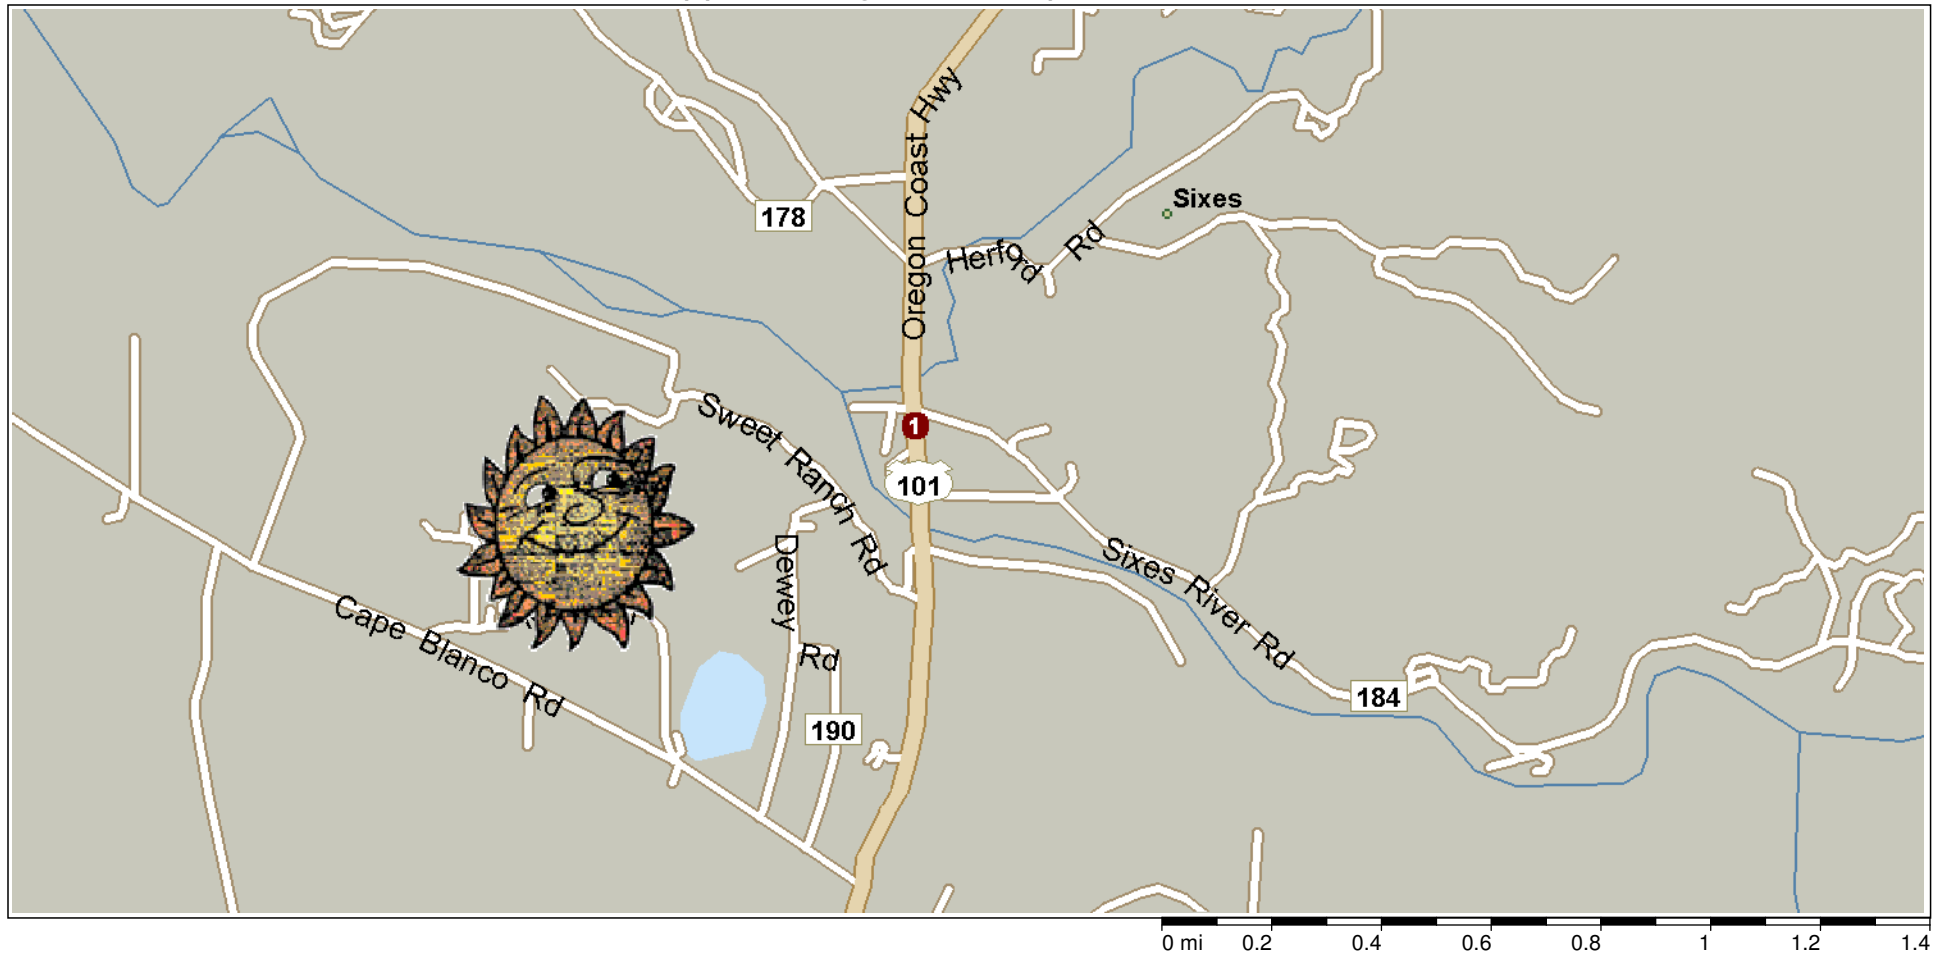 Oregon Coast Hwy
Sixes
178
Herford Rd
Sweet Ranch Rd
1
101
Dewey Rd
Sixes River Rd
Cape Blanco Rd
184
190
0 mi 0.2 0.4 0.6 0.8 1 1.2 1.4